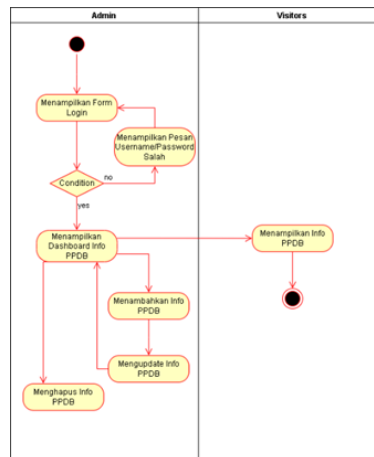 Admin
Visitors
Menampilkan Form
Login
Menampilkan Pesan
Username/Password
Salah
Condition
no
yes
Menampilkan
Dashboard Info
PPDB
Menampilkan Info
PPDB
Menambahkan Info
PPDB
Mengupdate Info
PPDB
Menghapus Info
PPDB